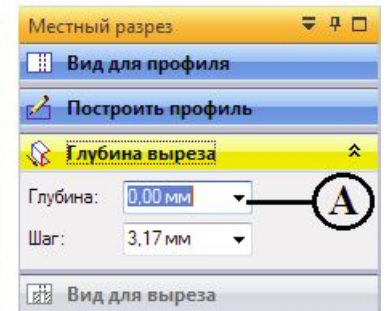 Местный разрез
Вид для профиля
Построить профиль
Глубина выреза
Глубина: 0,00 мм
A
Шаг: 3,17 мм
Вид для выреза